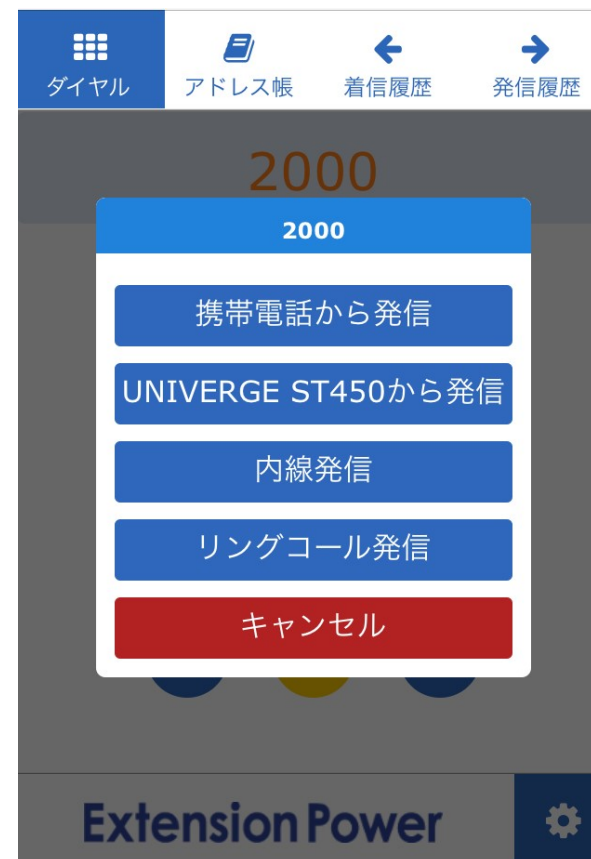 ダイヤル アドレス帳 着信履歴 発信履歴
2000
2000
携帯電話から発信
UNIVERGE ST450から発信
内線発信
リングコール発信
キャンセル
Extension Power